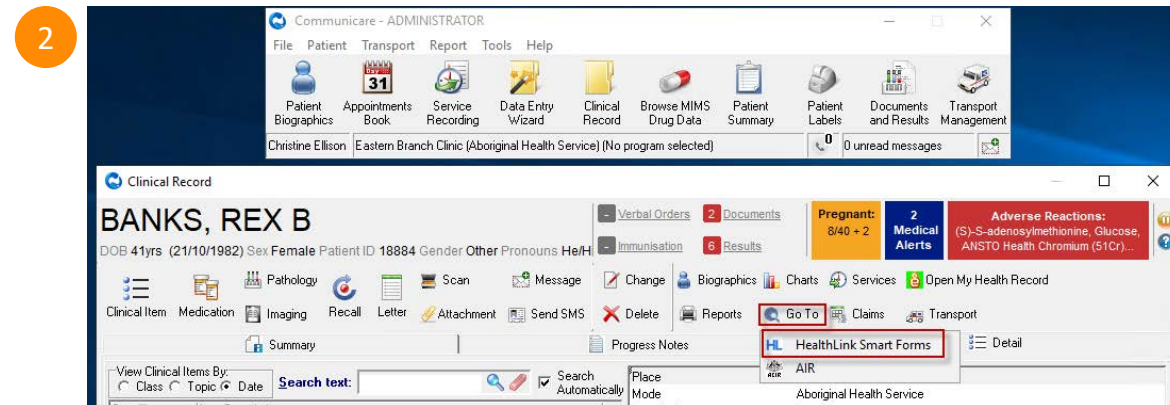 2
Communicare - ADMINISTRATOR
File Patient Transport Report Tools Help
31
Patient Biographics
Appointments Book
Service Recording
Data Entry Wizard
Clinical Record
Browse MIMS Drug Data
Patient Summary
Patient Labels
Documents and Results
Transport Management
Christine Ellison Eastern Branch Clinic (Aboriginal Health Service) (No program selected) 0 0 unread messages
Clinical Record
BANKS, REX B
DOB 41yrs (21/10/1982) Sex Female Patient ID 18884 Gender Other Pronouns He/H
- Verbal Orders 2 Documents
- Immunisation 6 Results
Pregnant:
8/40 + 2
2
Medical
Alerts
Adverse Reactions:
(S)-S-adenosylmethionine, Glucose,
ANSTO Health Chromium (51Cr)...
Clinical Item Medication Pathology Imaging Recall Letter Scan Attachment Message Send SMS
Change Biographics Charts Services Open My Health Record
Delete Reports Go To Claims Transport
HL HealthLink Smart Forms
AIR
Summary Progress Notes Detail
View Clinical Items By:
Class Topic Date Search text: Search Automatically
Place
Mode Aboriginal Health Service